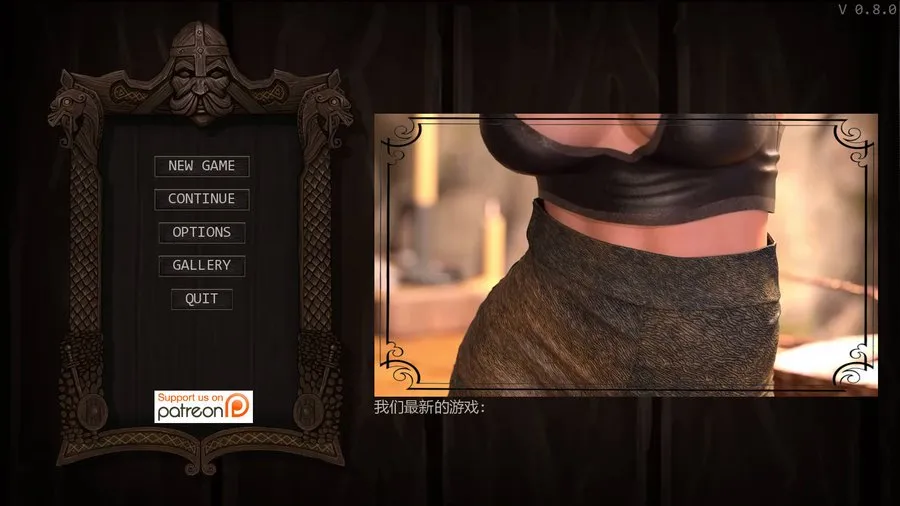 V 0.8.0
NEW GAME
CONTINUE
OPTIONS
GALLERY
QUIT
Support us on
patreon
我们最新的游戏: